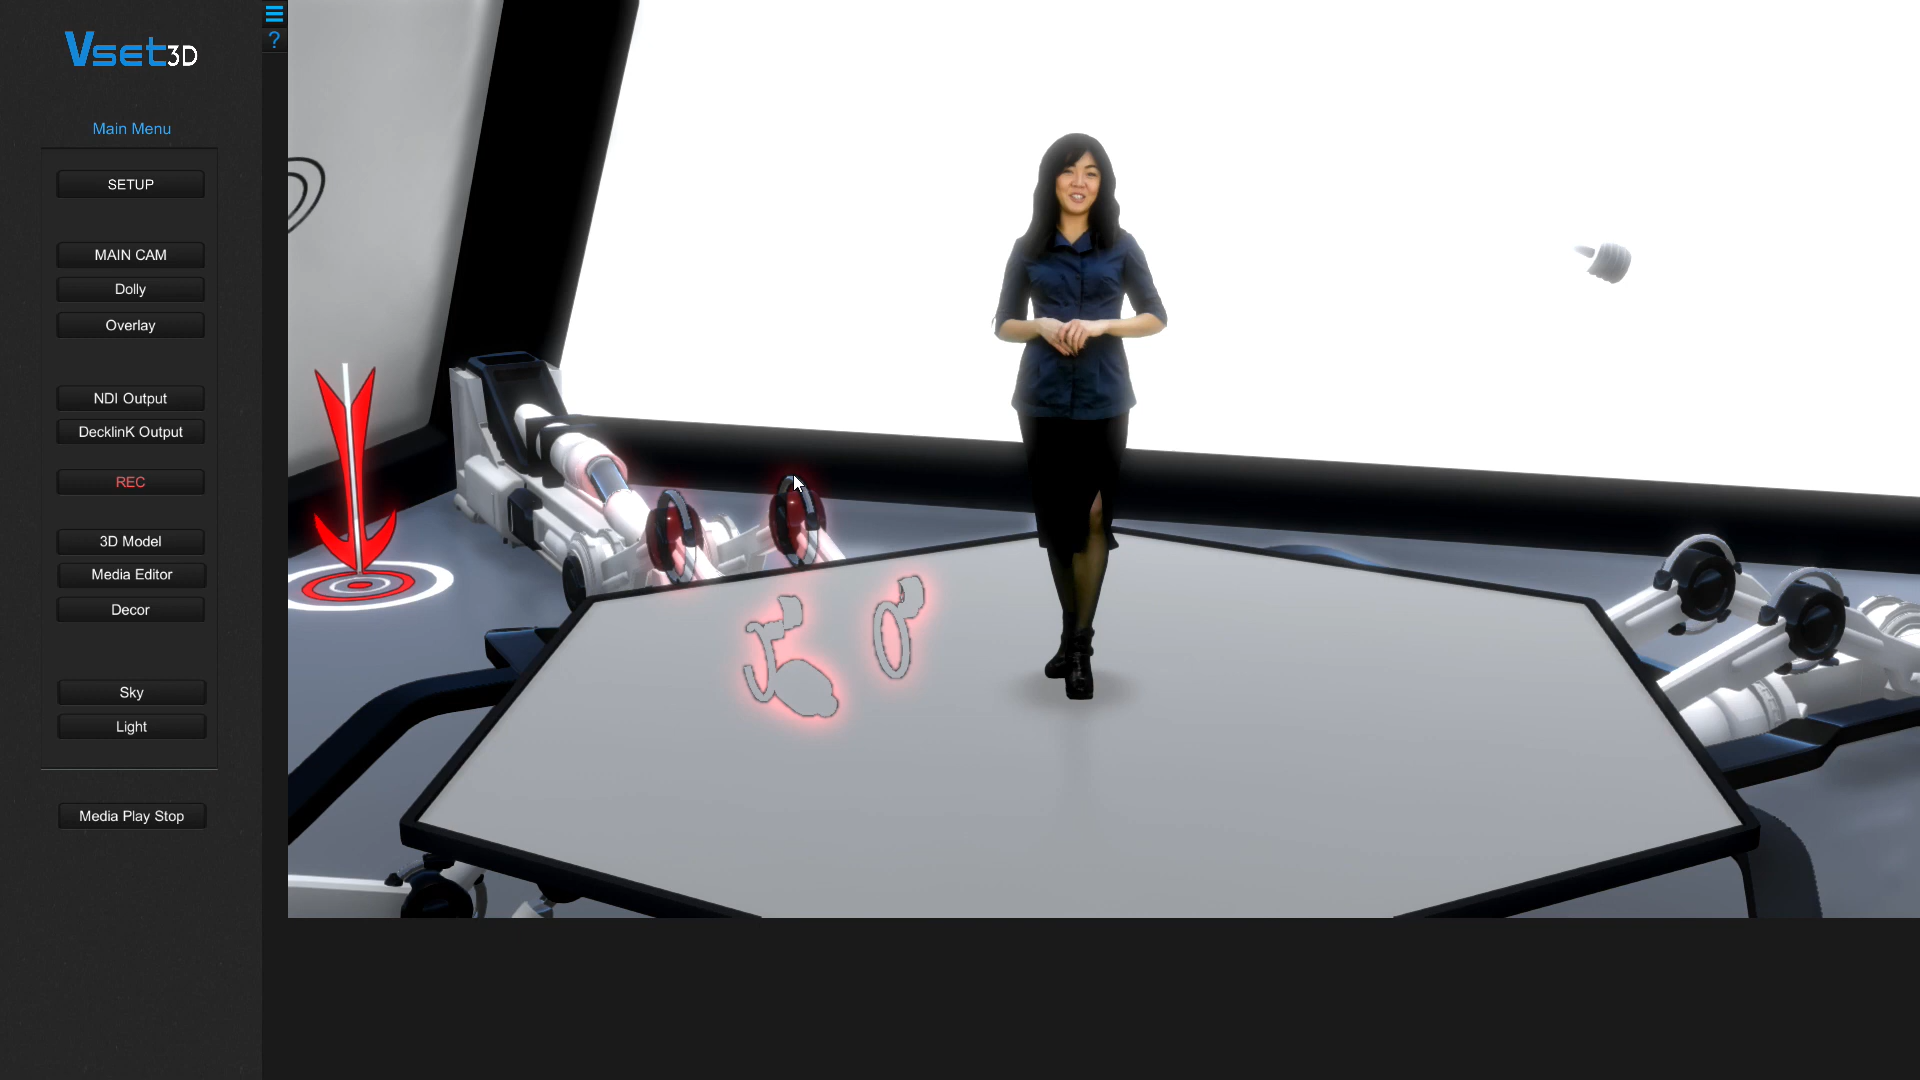 Vset3D
?
Main Menu
SETUP
MAIN CAM
Dolly
Overlay
NDI Output
DecklinK Output
REC
3D Model
Media Editor
Decor
Sky
Light
Media Play Stop